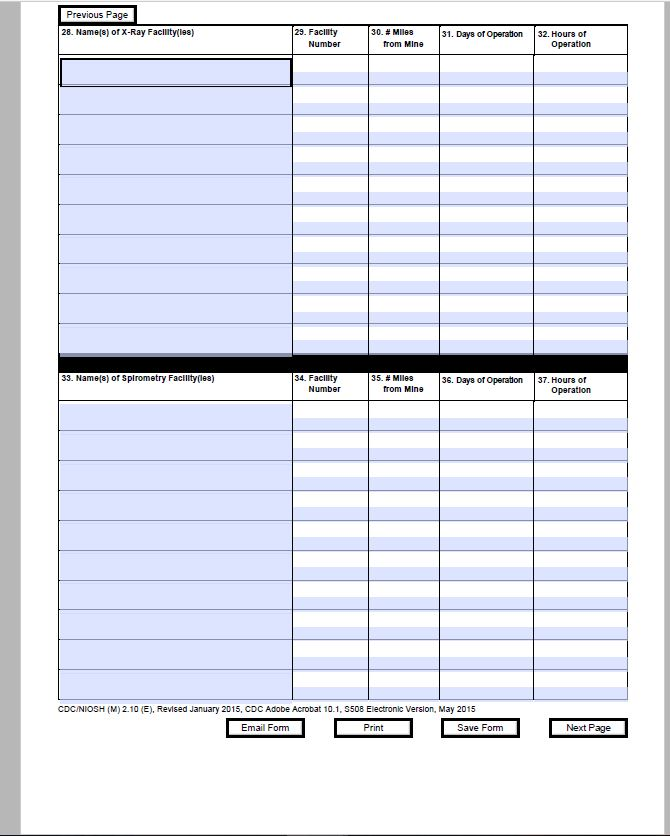 Previous Page
28. Name(s) of X-Ray Facility(ies)
29. Facility
Number
30. # Miles
from Mine
31. Days of Operation
32. Hours of
Operation
33. Name(s) of Spirometry Facility(ies)
34. Facility
Number
35. # Miles
from Mine
36. Days of Operation
37. Hours of
Operation
CDC/NIOSH (M) 2.10 (E), Revised January 2015, CDC Adobe Acrobat 10.1, S508 Electronic Version, May 2015
Email Form
Print
Save Form
Next Page